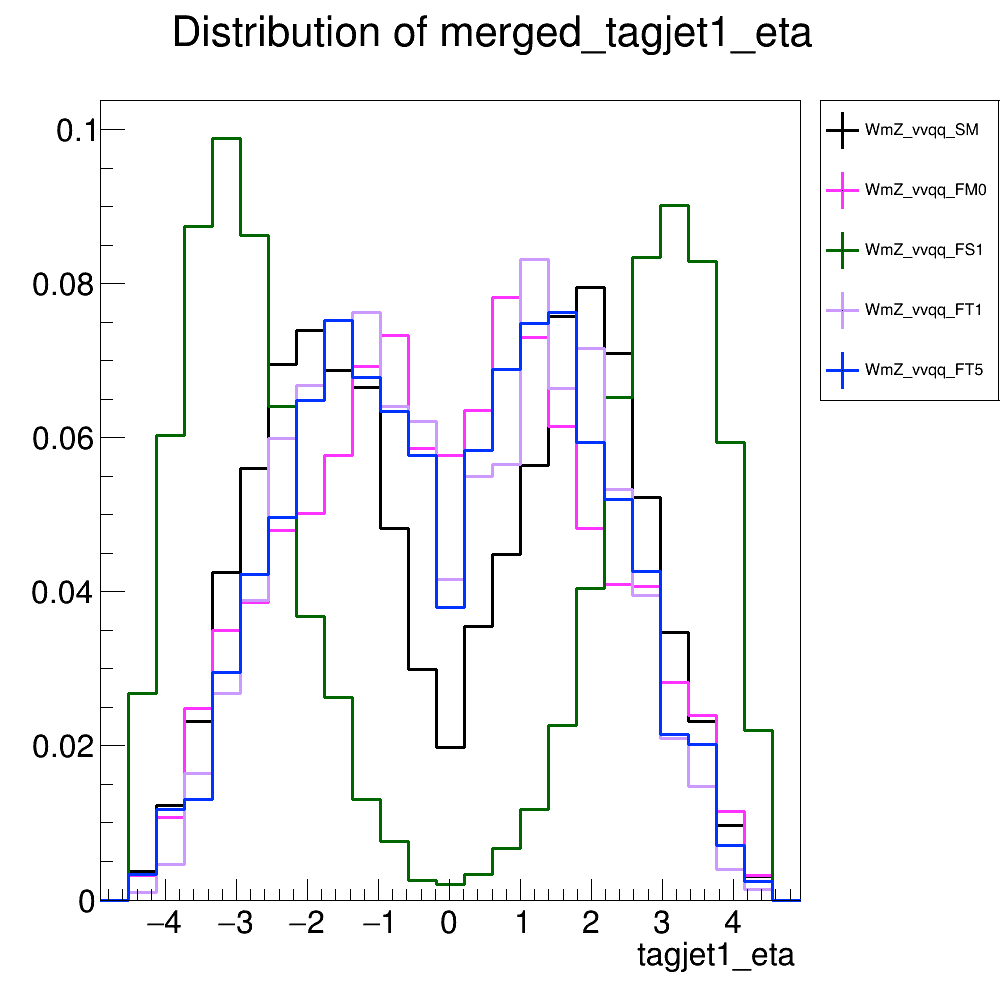 Distribution of merged_tagjet1_eta
0.1
0.08
0.06
0.04
0.02
0
−4 −3 −2 −1 0 1 2 3 4
tagjet1_eta
WmZ_vvqq_SM
WmZ_vvqq_FM0
WmZ_vvqq_FS1
WmZ_vvqq_FT1
WmZ_vvqq_FT5